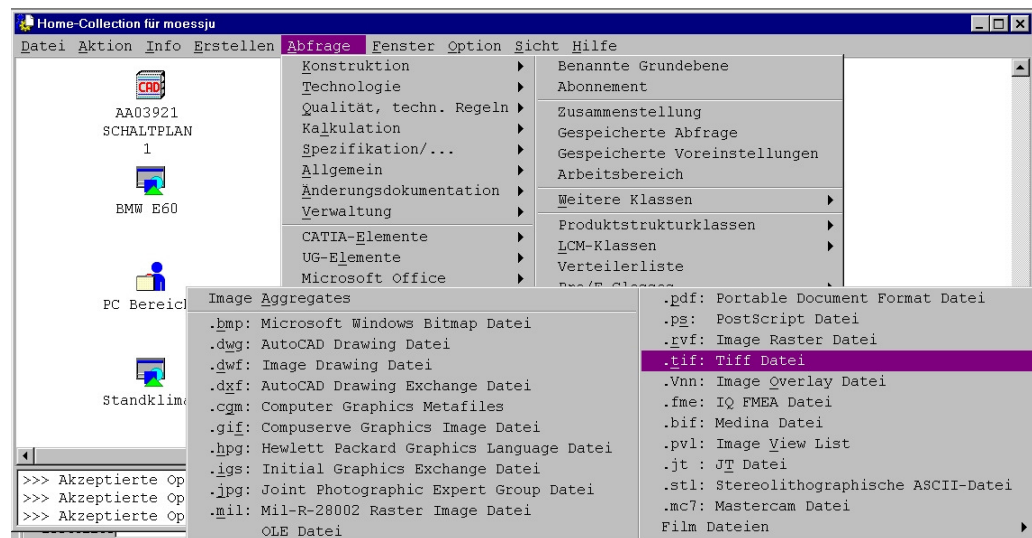 Home-Collection für moessju
Datei Aktion Info Erstellen Abfrage Fenster Option Sicht Hilfe
CAD
AA03921
SCHALTPLAN
1
BMW E60
PC Bereich
Standklima
Konstruktion
Technologie
Qualität, techn. Regeln
Kalkulation
Spezifikation/...
Allgemein
Änderungsdokumentation
Verwaltung
CATIA-Elemente
UG-Elemente
Microsoft Office
Benannte Grundebene
Abonnement
Zusammenstellung
Gespeicherte Abfrage
Gespeicherte Voreinstellungen
Arbeitsbereich
Weitere Klassen
Produktstrukturklassen
LCM-Klassen
Verteilerliste
Image Aggregates
.bmp: Microsoft Windows Bitmap Datei
.dwg: AutoCAD Drawing Datei
.dwf: Image Drawing Datei
.dxf: AutoCAD Drawing Exchange Datei
.cgm: Computer Graphics Metafiles
.gif: Compuserve Graphics Image Datei
.hpg: Hewlett Packard Graphics Language Datei
.igs: Initial Graphics Exchange Datei
.jpg: Joint Photographic Expert Group Datei
.mil: Mil-R-28002 Raster Image Datei
OLE Datei
.pdf: Portable Document Format Datei
.ps: PostScript Datei
.rvf: Image Raster Datei
.tif: Tiff Datei
.Vnn: Image Overlay Datei
.fme: IQ FMEA Datei
.bif: Medina Datei
.pvl: Image View List
.jt : JT Datei
.stl: Stereolithographische ASCII-Datei
.mc7: Mastercam Datei
Film Dateien
>>> Akzeptierte Op
>>> Akzeptierte Op
>>> Akzeptierte Op